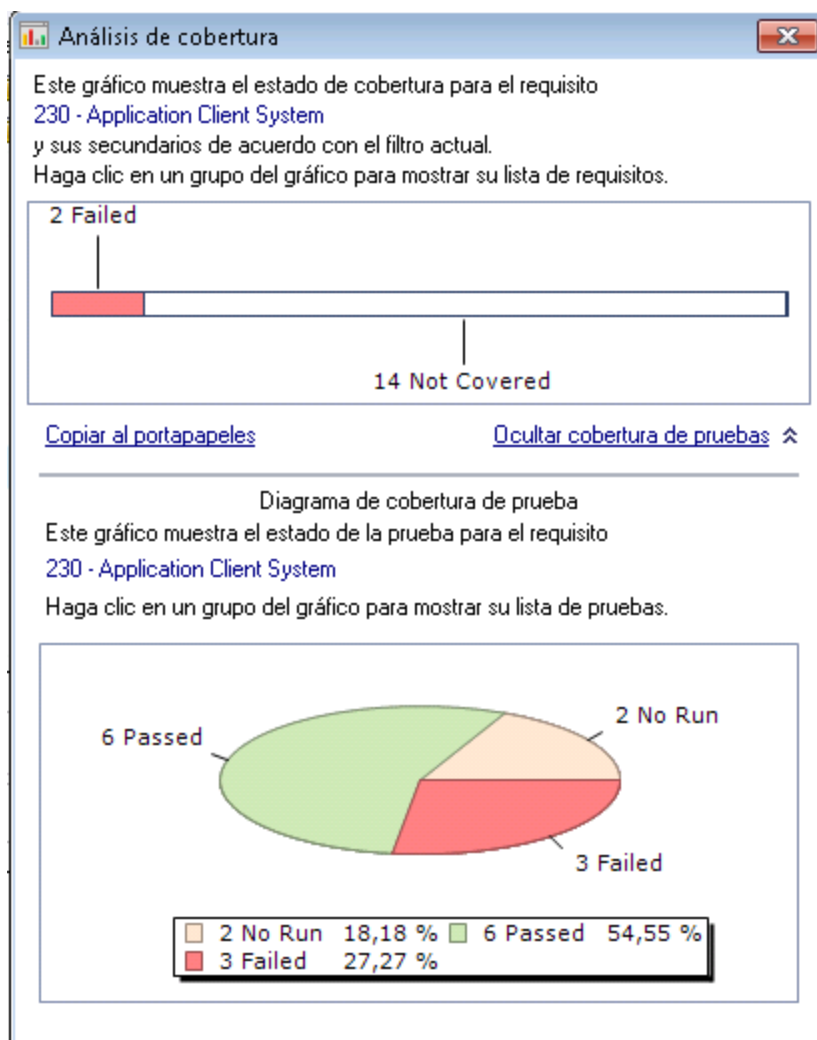 Análisis de cobertura
Este gráfico muestra el estado de cobertura para el requisito
230 - Application Client System
y sus secundarios de acuerdo con el filtro actual.
Haga clic en un grupo del gráfico para mostrar su lista de requisitos.
2 Failed
14 Not Covered
Copiar al portapapeles Ocultar cobertura de pruebas
Diagrama de cobertura de prueba
Este gráfico muestra el estado de la prueba para el requisito
230 - Application Client System
Haga clic en un grupo del gráfico para mostrar su lista de pruebas.
2 No Run
6 Passed
3 Failed
2 No Run 18,18 % 6 Passed 54,55 %
3 Failed 27,27 %